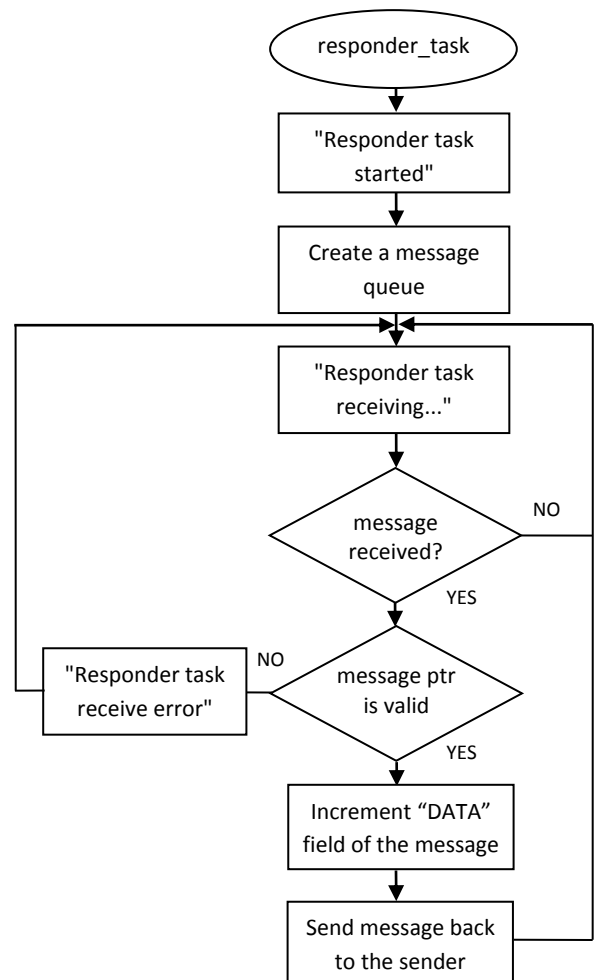 responder_task
"Responder task
started"
Create a message
queue
"Responder task
receiving..."
message
received?
NO
YES
message ptr
is valid
NO
"Responder task
receive error"
YES
Increment “DATA”
field of the message
Send message back
to the sender